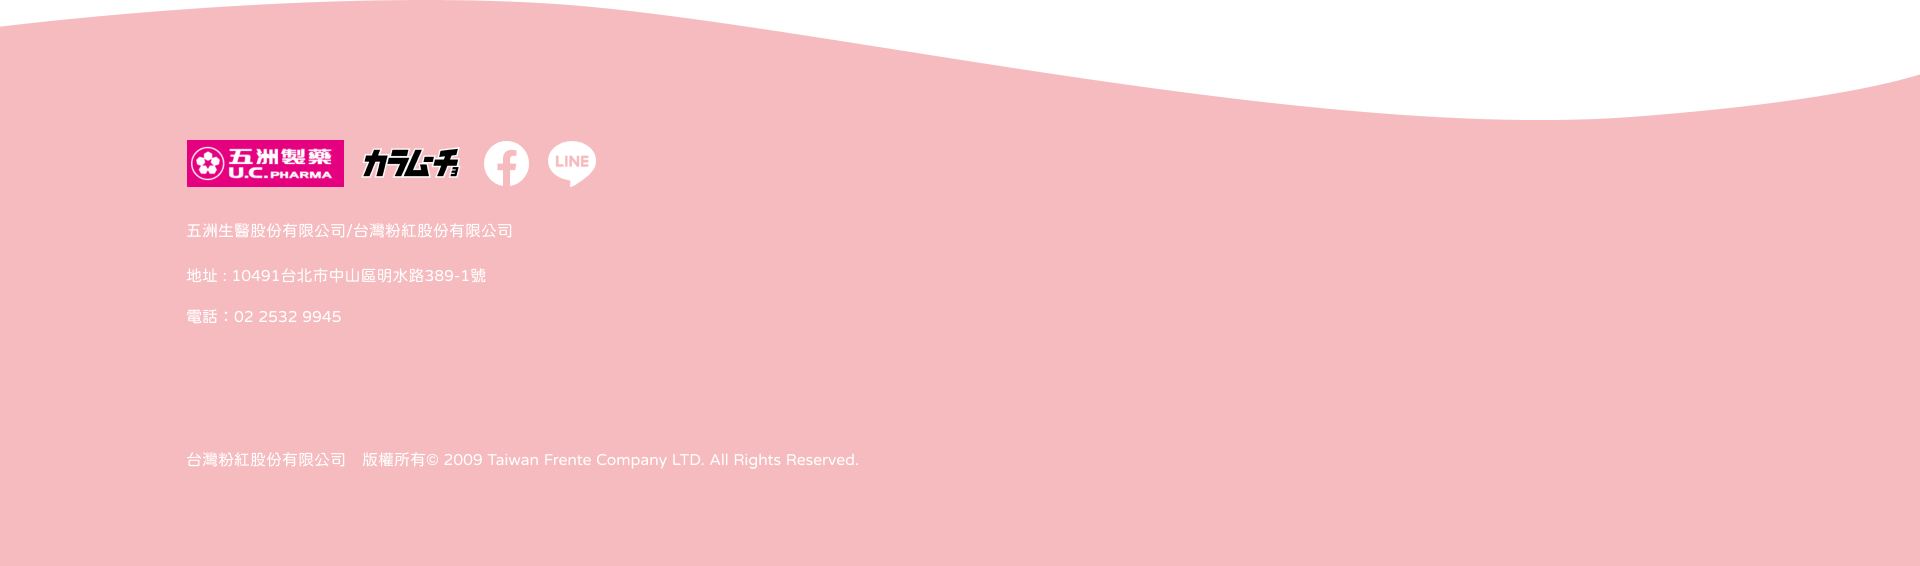 五洲製藥
U.C. PHARMA
カラムーチョ
LINE
五洲生醫股份有限公司/台灣粉紅股份有限公司
地址 : 10491台北市中山區明水路389-1號
電話：02 2532 9945
台灣粉紅股份有限公司　版權所有© 2009 Taiwan Frente Company LTD. All Rights Reserved.